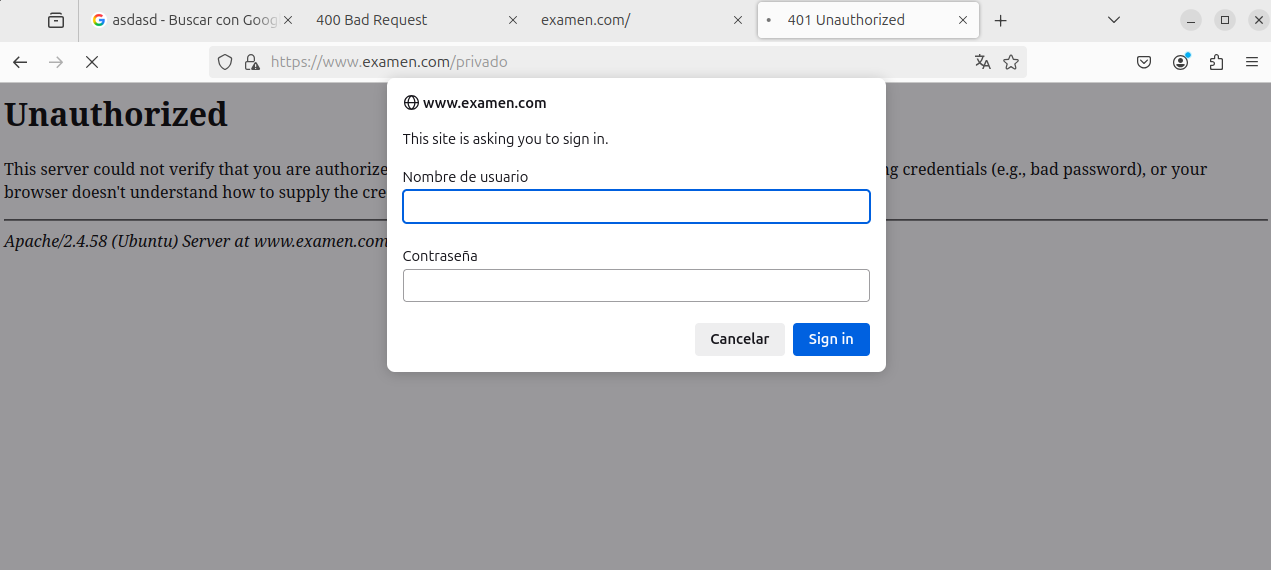 asdasd - Buscar con Goog
400 Bad Request
examen.com/
401 Unauthorized
https://www.examen.com/privado
www.examen.com
This site is asking you to sign in.
Nombre de usuario
Contraseña
Cancelar
Sign in
Unauthorized
This server could not verify that you are authorize
credentials (e.g., bad password), or your
browser doesn't understand how to supply the cre
Apache/2.4.58 (Ubuntu) Server at www.examen.com